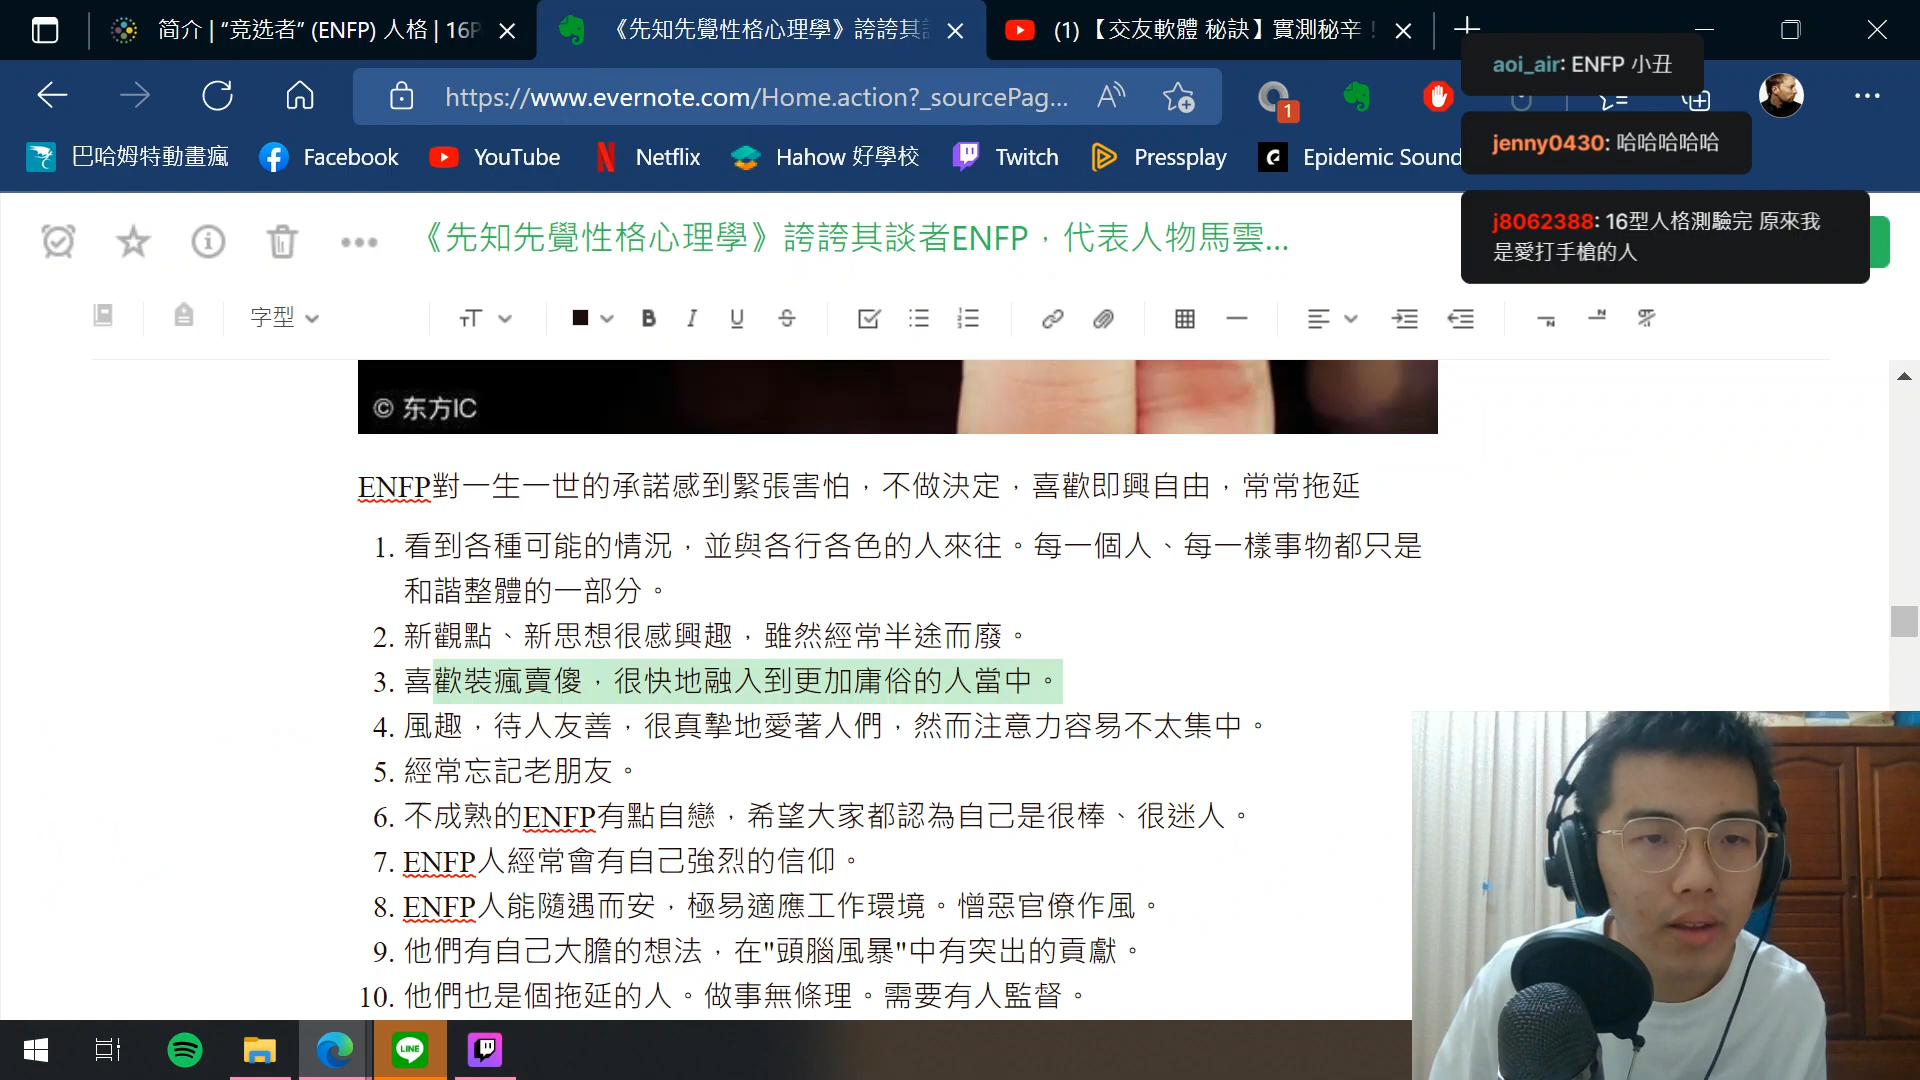 简介 | “竞选者” (ENFP) 人格 | 16P
《先知先覺性格心理學》誇誇其
(1) 【交友軟體 秘訣】實測秘辛！
aoi_air: ENFP 小丑
https://www.evernote.com/Home.action?_sourcePag...
1
jenny0430: 哈哈哈哈哈
巴哈姆特動畫瘋
Facebook
YouTube
Netflix
Hahow 好學校
Twitch
Pressplay
Epidemic Sound
j8062388: 16型人格測驗完 原來我
是愛打手槍的人
《先知先覺性格心理學》誇誇其談者ENFP，代表人物馬雲...
字型
© 东方IC
ENFP對一生一世的承諾感到緊張害怕，不做決定，喜歡即興自由，常常拖延
1. 看到各種可能的情況，並與各行各色的人來往。每一個人、每一樣事物都只是
和諧整體的一部分。
2. 新觀點、新思想很感興趣，雖然經常半途而廢。
3. 喜歡裝瘋賣傻，很快地融入到更加庸俗的人當中。
4. 風趣，待人友善，很真摯地愛著人們，然而注意力容易不太集中。
5. 經常忘記老朋友。
6. 不成熟的ENFP有點自戀，希望大家都認為自己是很棒、很迷人。
7. ENFP人經常會有自己強烈的信仰。
8. ENFP人能隨遇而安，極易適應工作環境。憎惡官僚作風。
9. 他們有自己大膽的想法，在"頭腦風暴"中有突出的貢獻。
10. 他們也是個拖延的人。做事無條理。需要有人監督。
LINE